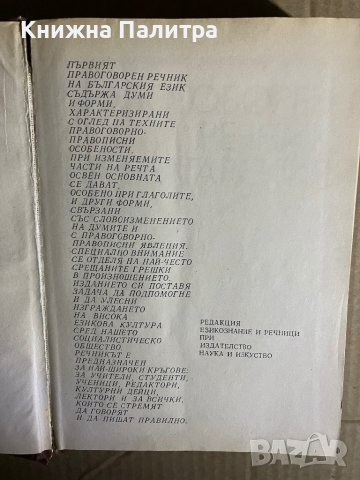 Книжна Палитра
ПЪРВИЯТ
ПРАВОГОВОРЕН РЕЧНИК
НА БЪЛГАРСКИЯ ЕЗИК
СЪДЪРЖА ДУМИ
И ФОРМИ,
ХАРАКТЕРИЗИРАНИ
С ОГЛЕД НА ТЕХНИТЕ
ПРАВОГОВОРНО-
ПРАВОПИСНИ
ОСОБЕНОСТИ.
ПРИ ИЗМЕНЯЕМИТЕ
ЧАСТИ НА РЕЧТА
ОСВЕН ОСНОВНАТА
СЕ ДАВАТ,
ОСОБЕНО ПРИ ГЛАГОЛИТЕ,
И ДРУГИ ФОРМИ,
СВЪРЗАНИ
СЪС СЛОВОИЗМЕНЕНИЕТО
НА ДУМИТЕ И
С ПРАВОГОВОРНО-
ПРАВОПИСНИ ЯВЛЕНИЯ.
СПЕЦИАЛНО ВНИМАНИЕ
СЕ ОТДЕЛЯ НА НАЙ-ЧЕСТО
СРЕЩАНИТЕ ГРЕШКИ
В ПРОИЗНОШЕНИЕТО.
ИЗДАНИЕТО СИ ПОСТАВЯ
ЗАДАЧА ДА ПОДПОМОГНЕ
И ДА УЛЕСНИ
ИЗГРАЖДАНЕТО
НА ВИСОКА
ЕЗИКОВА КУЛТУРА
СРЕД НАШЕТО
СОЦИАЛИСТИЧЕСКО
ОБЩЕСТВО.
РЕЧНИКЪТ Е
ПРЕДНАЗНАЧЕН
ЗА НАЙ-ШИРОКИ КРЪГОВЕ:
ЗА УЧИТЕЛИ, СТУДЕНТИ,
УЧЕНИЦИ, РЕДАКТОРИ,
КУЛТУРНИ ДЕЙЦИ,
ЛЕКТОРИ И ЗА ВСИЧКИ,
КОИТО СЕ СТРЕМЯТ
ДА ГОВОРЯТ
И ДА ПИШАТ ПРАВИЛНО.
РЕДАКЦИЯ
ЕЗИКОЗНАНИЕ И РЕЧНИЦИ
ПРИ
ИЗДАТЕЛСТВО
НАУКА И ИЗКУСТВО
BAZAR